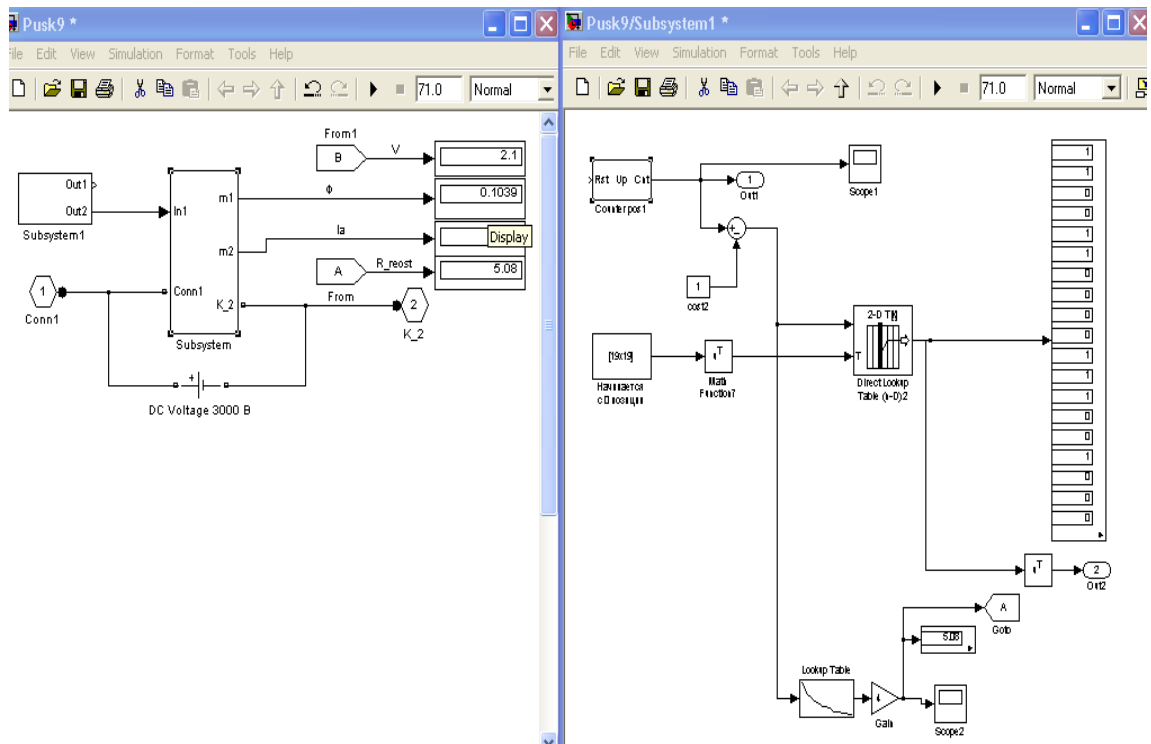 Pusk9 *
File Edit View Simulation Format Tools Help
71.0 Normal
From1
B V 2.1
Out1
Out2
Subsystem1
In1 m1 ϕ 0.1039
m2 Ia Display
A R_reost 5.08
From
1 Conn1 K_2 2
Conn1
K_2
Subsystem
+
DC Voltage 3000 B
Pusk9/Subsystem1 *
File Edit View Simulation Format Tools Help
71.0 Normal
Rst Up Cnt
Counter pos1
1
Out1
Scope1
1
cost2
[19x19]
Начинается
с 0 позиции
uT
Math
Function7
2-D T[k]
T
Direct Lookup
Table (n-D)2
1
1
0
0
1
1
0
0
0
0
1
1
1
0
0
1
0
0
0
uT
2
Out2
A
Goto
5.08
Lookup Table
Gain
Scope2